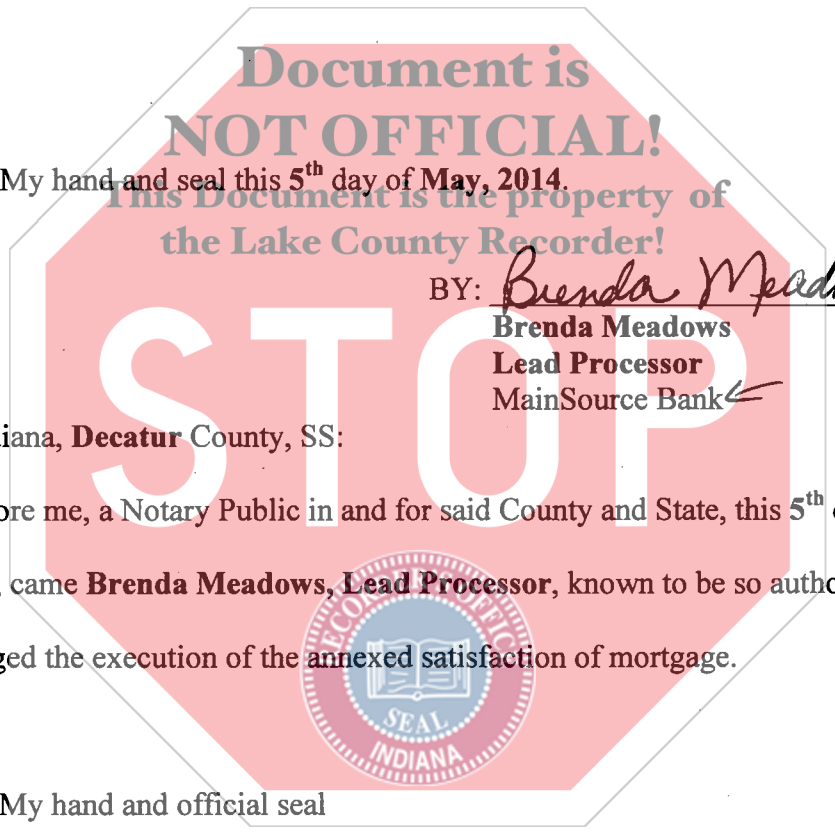 Document is
NOT OFFICIAL!
My hand and seal this 5th day of May, 2014.
This Document is the property of
the Lake County Recorder!
BY: Brenda Mead
Brenda Meadows
Lead Processor
MainSource Bank
STOP
iana, Decatur County, SS:
ore me, a Notary Public in and for said County and State, this 5th
came Brenda Meadows, Lead Processor, known to be so autho
ged the execution of the annexed satisfaction of mortgage.
RECORDER'S OFFICE
SEAL
INDIANA
My hand and official seal